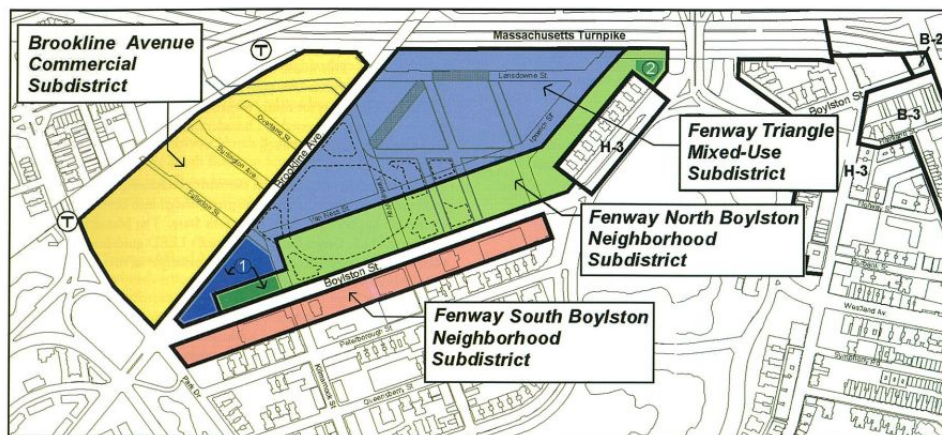 Brookline Avenue
Commercial
Subdistrict
T
Massachusetts Turnpike
B-2
Lansdowne St.
2
Boylston St.
B-3
Overland St.
Brookline Ave
Ipswich St
Fenway Triangle
Mixed-Use
Subdistrict
H-3
H-3
Burlington Ave.
Fullerton St.
T
Van Ness St.
Fenway North Boylston
Neighborhood
Subdistrict
1
Boylston St.
Westland Av.
Fenway South Boylston
Neighborhood
Subdistrict
Peterborough St
Kilmarnock St
Park Dr
Queensberry St